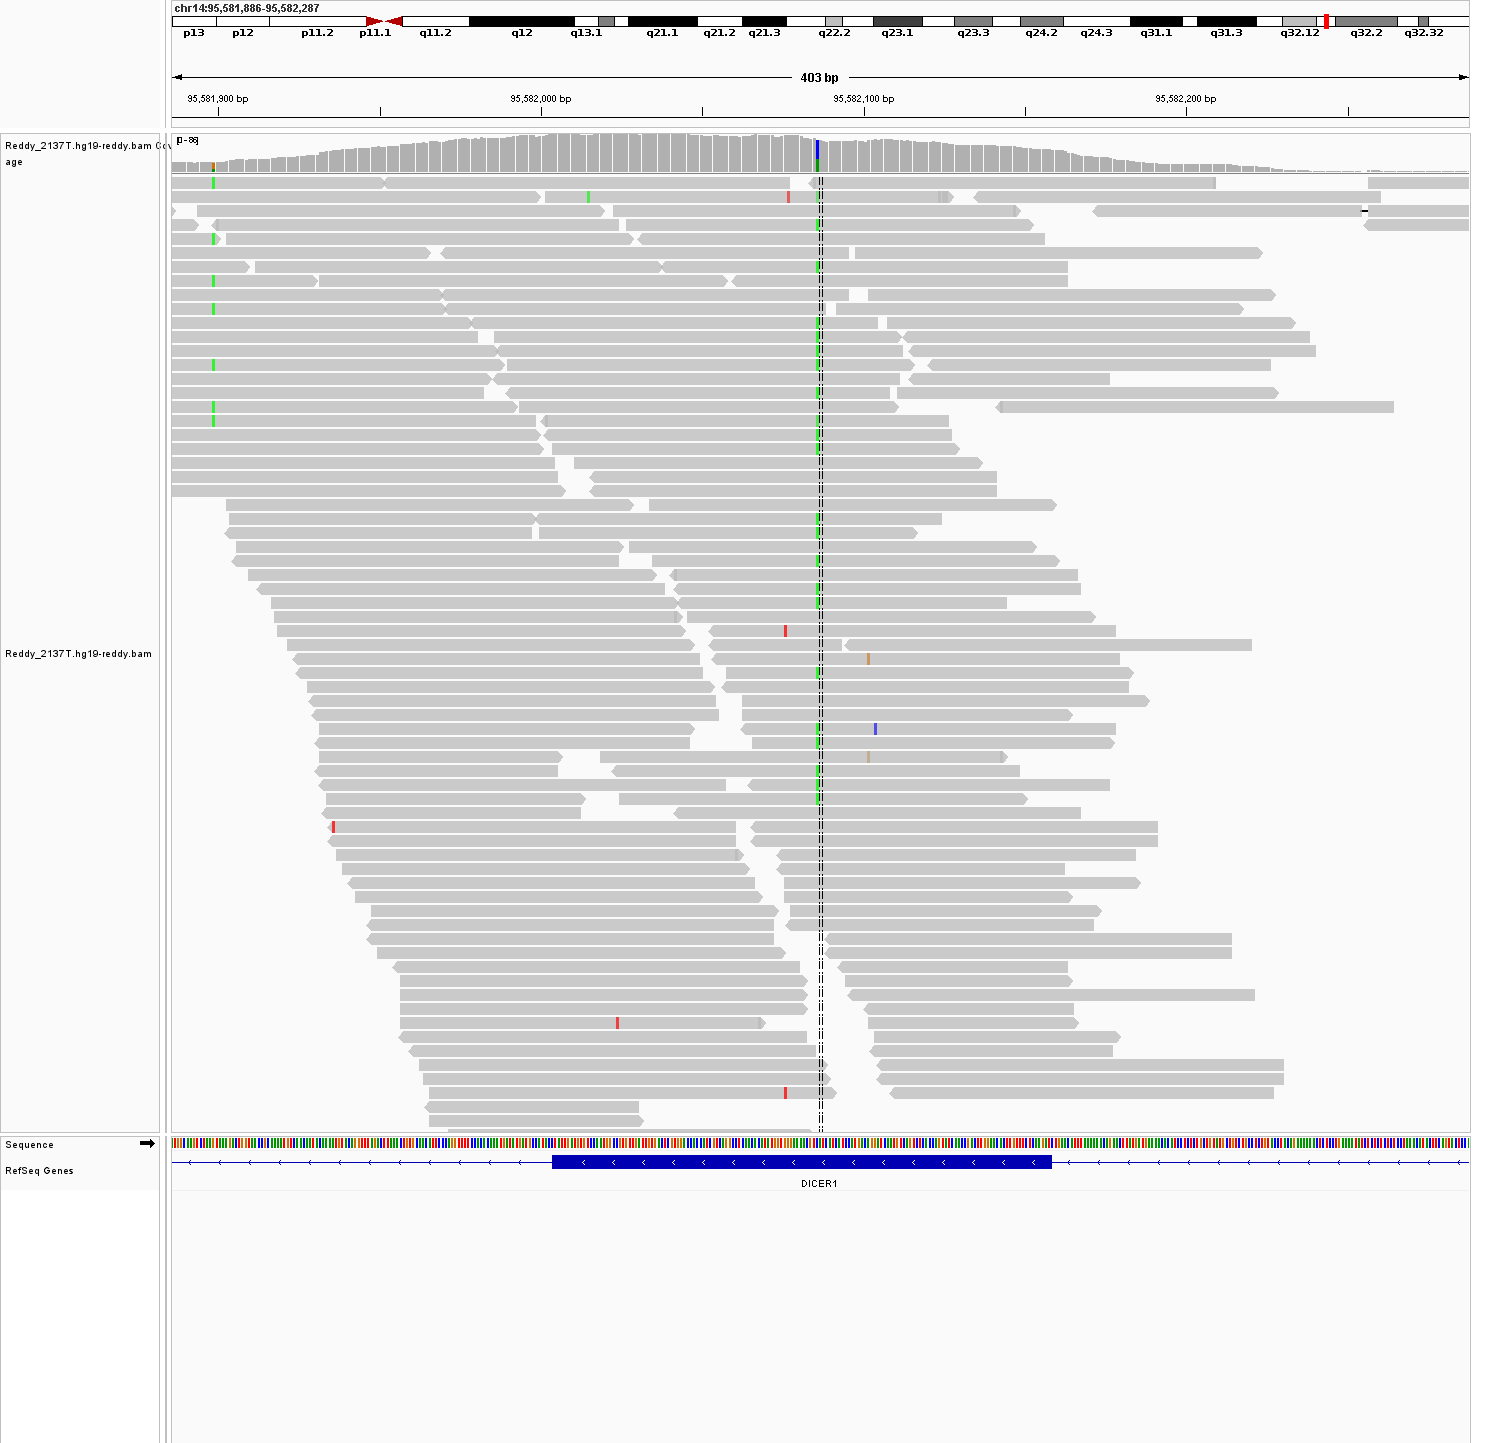 chr14:95,581,886-95,582,287
p13 p12 p11.2 p11.1 q11.2 q12 q13.1 q21.1 q21.2 q21.3 q22.2 q23.1 q23.3 q24.2 q24.3 q31.1 q31.3 q32.12 q32.2 q32.32
403 bp
95,581,900 bp 95,582,000 bp 95,582,100 bp 95,582,200 bp
Reddy_2137T.hg19-reddy.bam Cov
age
[0-86]
Reddy_2137T.hg19-reddy.bam
Sequence
RefSeq Genes
DICER1